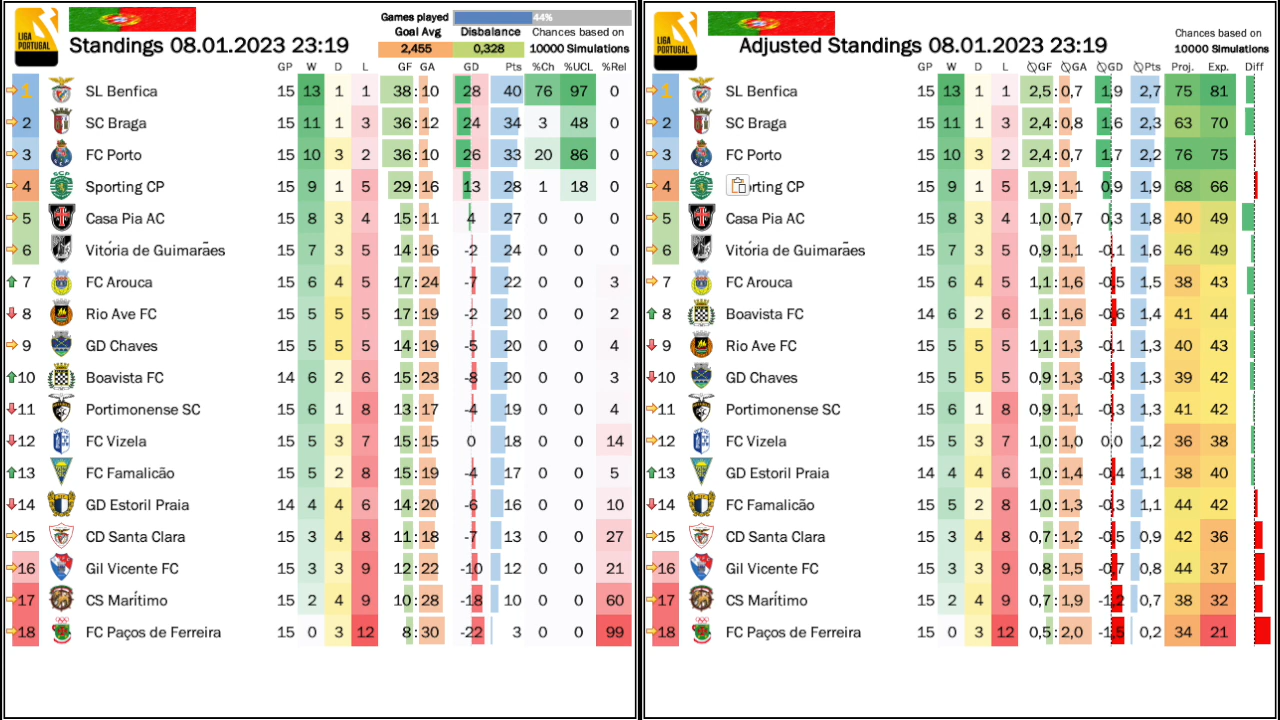 LIGA
PORTUGAL
Standings 08.01.2023 23:19
Games played 44%
Goal Avg Disbalance Chances based on
2,455 0,328 10000 Simulations
GP W D L GF GA GD Pts %Ch %UCL %Rel
1 SL Benfica 15 13 1 1 38:10 28 40 76 97 0
2 SC Braga 15 11 1 3 36:12 24 34 3 48 0
3 FC Porto 15 10 3 2 36:10 26 33 20 86 0
4 Sporting CP 15 9 1 5 29:16 13 28 1 18 0
5 Casa Pia AC 15 8 3 4 15:11 4 27 0 0 0
6 Vitória de Guimarães 15 7 3 5 14:16 -2 24 0 0 0
7 FC Arouca 15 6 4 5 17:24 -7 22 0 0 3
8 Rio Ave FC 15 5 5 5 17:19 -2 20 0 0 2
9 GD Chaves 15 5 5 5 14:19 -5 20 0 0 4
10 Boavista FC 14 6 2 6 15:23 -8 20 0 0 3
11 Portimonense SC 15 6 1 8 13:17 -4 19 0 0 4
12 FC Vizela 15 5 3 7 15:15 0 18 0 0 14
13 FC Famalicão 15 5 2 8 15:19 -4 17 0 0 5
14 GD Estoril Praia 14 4 4 6 14:20 -6 16 0 0 10
15 CD Santa Clara 15 3 4 8 11:18 -7 13 0 0 27
16 Gil Vicente FC 15 3 3 9 12:22 -10 12 0 0 21
17 CS Marítimo 15 2 4 9 10:28 -18 10 0 0 60
18 FC Paços de Ferreira 15 0 3 12 8:30 -22 3 0 0 99
LIGA
PORTUGAL
Adjusted Standings 08.01.2023 23:19
Chances based on
10000 Simulations
GP W D L ∅GF ∅GA ∅GD ∅Pts Proj. Exp. Diff
1 SL Benfica 15 13 1 1 2,5:0,7 1,9 2,7 75 81
2 SC Braga 15 11 1 3 2,4:0,8 1,6 2,3 63 70
3 FC Porto 15 10 3 2 2,4:0,7 1,7 2,2 76 75
4 rting CP 15 9 1 5 1,9:1,1 0,9 1,9 68 66
5 Casa Pia AC 15 8 3 4 1,0:0,7 0,3 1,8 40 49
6 Vitória de Guimarães 15 7 3 5 0,9:1,1 -0,1 1,6 46 49
7 FC Arouca 15 6 4 5 1,1:1,6 -0,5 1,5 38 43
8 Boavista FC 14 6 2 6 1,1:1,6 -0,6 1,4 41 44
9 Rio Ave FC 15 5 5 5 1,1:1,3 -0,1 1,3 40 43
10 GD Chaves 15 5 5 5 0,9:1,3 -0,3 1,3 39 42
11 Portimonense SC 15 6 1 8 0,9:1,1 -0,3 1,3 41 42
12 FC Vizela 15 5 3 7 1,0:1,0 0,0 1,2 36 38
13 GD Estoril Praia 14 4 4 6 1,0:1,4 -0,4 1,1 38 40
14 FC Famalicão 15 5 2 8 1,0:1,3 -0,3 1,1 44 42
15 CD Santa Clara 15 3 4 8 0,7:1,2 -0,5 0,9 42 36
16 Gil Vicente FC 15 3 3 9 0,8:1,5 -0,7 0,8 44 37
17 CS Marítimo 15 2 4 9 0,7:1,9 -1,2 0,7 38 32
18 FC Paços de Ferreira 15 0 3 12 0,5:2,0 -1,5 0,2 34 21